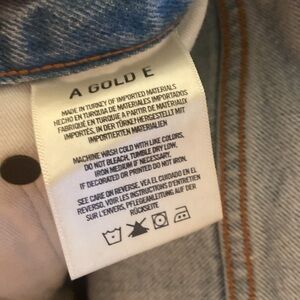 A GOLD E
MADE IN TURKEY OF IMPORTED MATERIALS
HECHO EN TURQUIA DE MATERIALES IMPORTADOS
FABRIQUÉ EN TURQUIE A PARTIR DE MATÉRIAUX
IMPORTÉS, IN DER TÜRKEI HERGESTELLT MIT
IMPORTIERTEN MATERIALIEN
MACHINE WASH COLD WITH LIKE COLORS.
DO NOT BLEACH, TUMBLE DRY LOW.
IRON MEDIUM IF NECESSARY.
IF DECORATED OR PRINTED DO NOT IRON.
SEE CARE ON REVERSE. VEA EL CUIDADO EN EL
REVERSO. VOIR LES INSTRUCTIONS D'ENTRETIEN
SUR L'ENVERS. PFLEGEANLEITUNG AUF DER
RÜCKSEITE